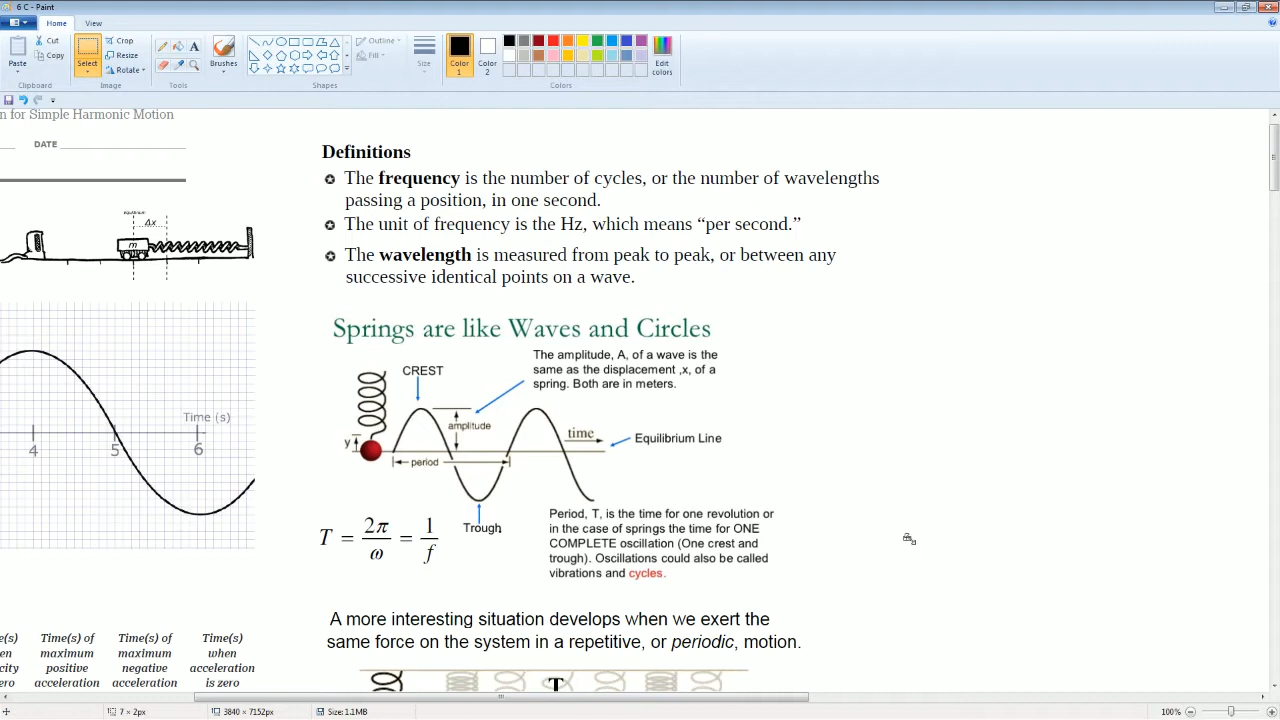 6 C - Paint
Home
View
Paste
Cut
Copy
Clipboard
Select
Crop
Resize
Rotate
Image
Tools
Brushes
Shapes
Outline
Fill
Size
Color 1
Color 2
Edit colors
Colors
n for Simple Harmonic Motion
DATE
Equilibrium
Δx
m
Time (s)
4
5
6
Definitions
The frequency is the number of cycles, or the number of wavelengths
passing a position, in one second.
The unit of frequency is the Hz, which means “per second.”
The wavelength is measured from peak to peak, or between any
successive identical points on a wave.
Springs are like Waves and Circles
The amplitude, A, of a wave is the
same as the displacement ,x, of a
spring. Both are in meters.
CREST
amplitude
time
Equilibrium Line
y
period
Trough
T = 2π/ω = 1/f
Period, T, is the time for one revolution or
in the case of springs the time for ONE
COMPLETE oscillation (One crest and
trough). Oscillations could also be called
vibrations and cycles.
A more interesting situation develops when we exert the
same force on the system in a repetitive, or periodic, motion.
T
Time(s) of
maximum
positive
acceleration
Time(s) of
maximum
negative
acceleration
Time(s)
when
acceleration
is zero
7 × 2px
3840 × 7152px
Size: 1.1MB
100%